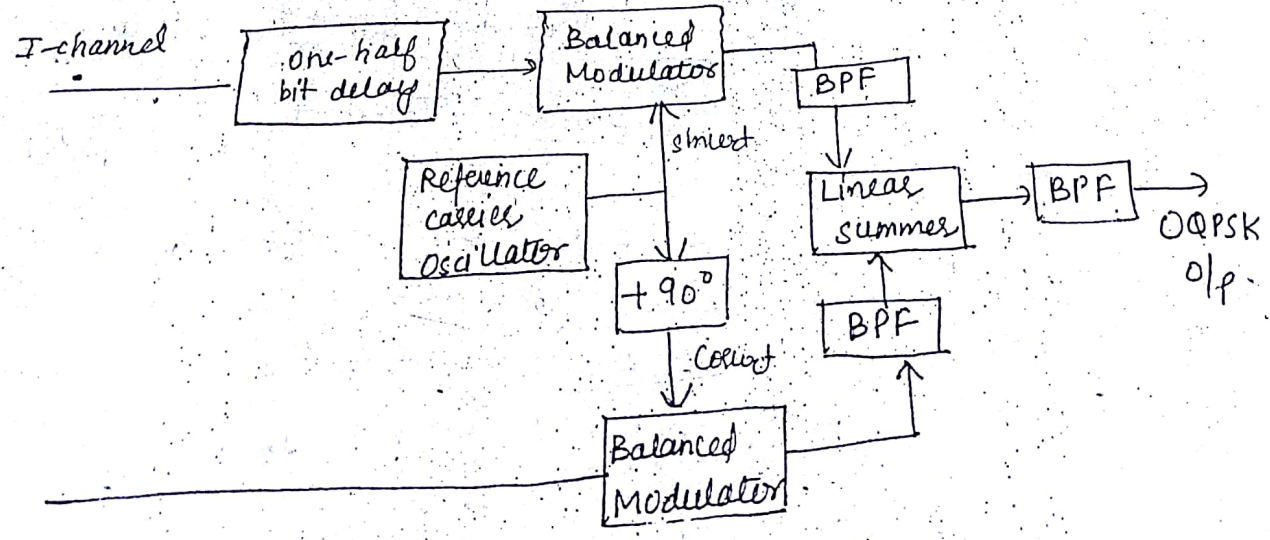 I-channel
one-half
bit delay
Balanced
Modulator
BPF
sinωct
Reference
carrier
Oscillator
Linear
summer
BPF
OQPSK
O/p.
+90°
BPF
Cosωct
Balanced
Modulator